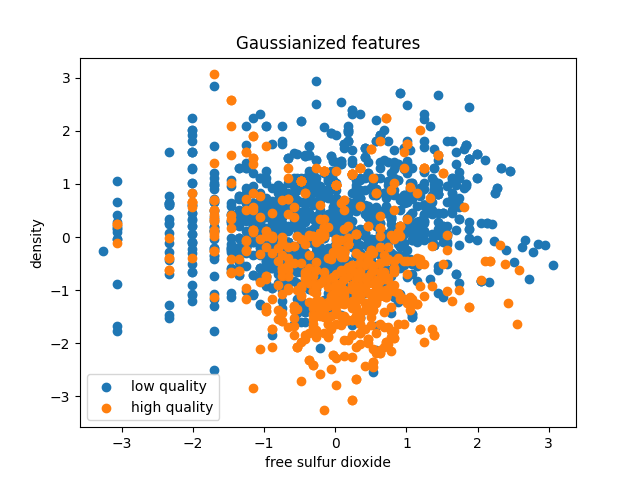 Gaussianized features
density
3
2
1
0
−1
−2
−3
low quality
high quality
−3
−2
−1
0
1
2
3
free sulfur dioxide